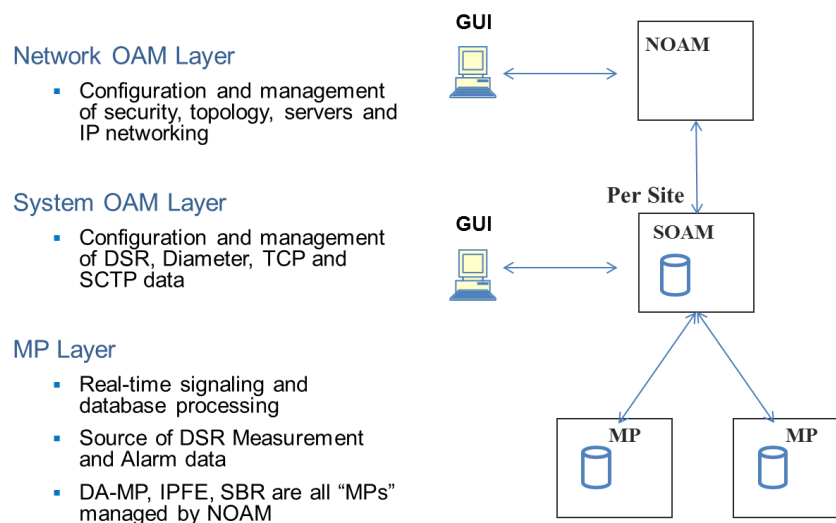 Network OAM Layer
▪ Configuration and management
of security, topology, servers and
IP networking
System OAM Layer
▪ Configuration and management
of DSR, Diameter, TCP and
SCTP data
MP Layer
▪ Real-time signaling and
database processing
▪ Source of DSR Measurement
and Alarm data
▪ DA-MP, IPFE, SBR are all “MPs”
managed by NOAM
GUI
NOAM
Per Site
GUI
SOAM
MP
MP